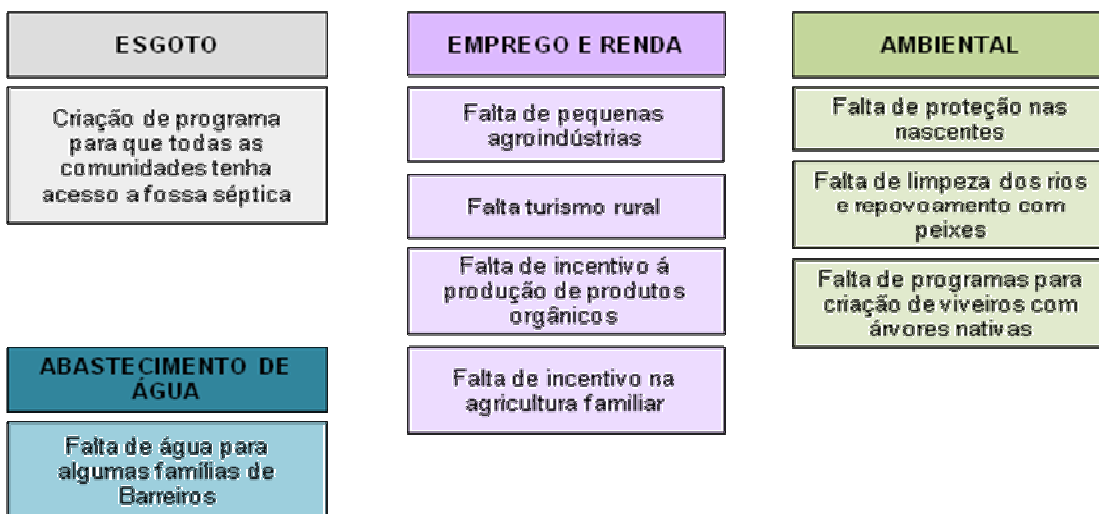 ESGOTO
Criação de programa
para que todas as
comunidades tenha
acesso a fossa séptica
ABASTECIMENTO DE
ÁGUA
Falta de água para
algumas famílias de
Barreiros
EMPREGO E RENDA
Falta de pequenas
agroindústrias
Falta turismo rural
Falta de incentivo á
produção de produtos
orgânicos
Falta de incentivo na
agricultura familiar
AMBIENTAL
Falta de proteção nas
nascentes
Falta de limpeza dos rios
e repovoamento com
peixes
Falta de programas para
criação de viveiros com
árvores nativas